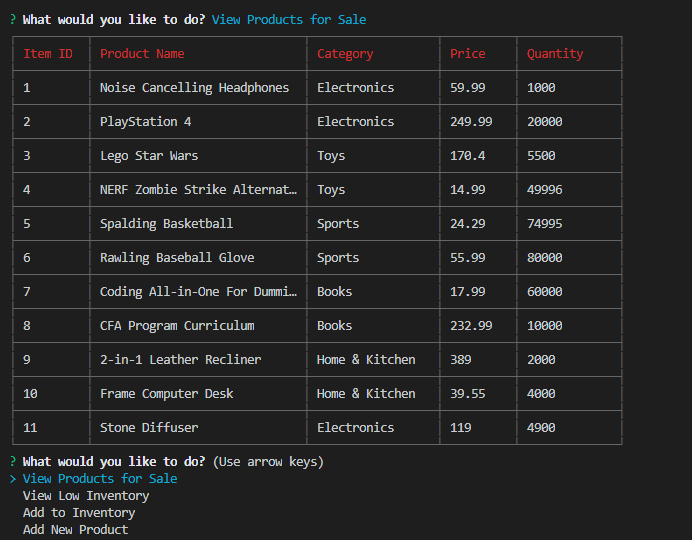 ? What would you like to do? View Products for Sale
Item ID Product Name Category Price Quantity
1 Noise Cancelling Headphones Electronics 59.99 1000
2 PlayStation 4 Electronics 249.99 20000
3 Lego Star Wars Toys 170.4 5500
4 NERF Zombie Strike Alternat… Toys 14.99 49996
5 Spalding Basketball Sports 24.29 74995
6 Rawling Baseball Glove Sports 55.99 80000
7 Coding All-in-One For Dummi… Books 17.99 60000
8 CFA Program Curriculum Books 232.99 10000
9 2-in-1 Leather Recliner Home & Kitchen 389 2000
10 Frame Computer Desk Home & Kitchen 39.55 4000
11 Stone Diffuser Electronics 119 4900
? What would you like to do? (Use arrow keys)
> View Products for Sale
View Low Inventory
Add to Inventory
Add New Product